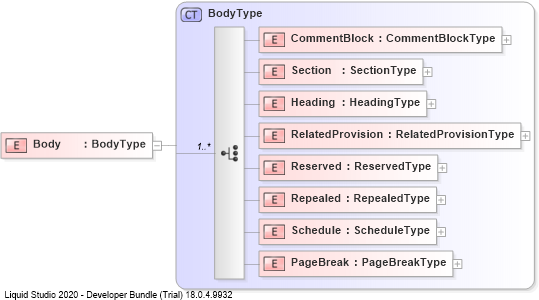 CT BodyType
E CommentBlock : CommentBlockType
E Section : SectionType
E Heading : HeadingType
E RelatedProvision : RelatedProvisionType
E Body : BodyType
1..*
E Reserved : ReservedType
E Repealed : RepealedType
E Schedule : ScheduleType
E PageBreak : PageBreakType
Liquid Studio 2020 - Developer Bundle (Trial) 18.0.4.9932